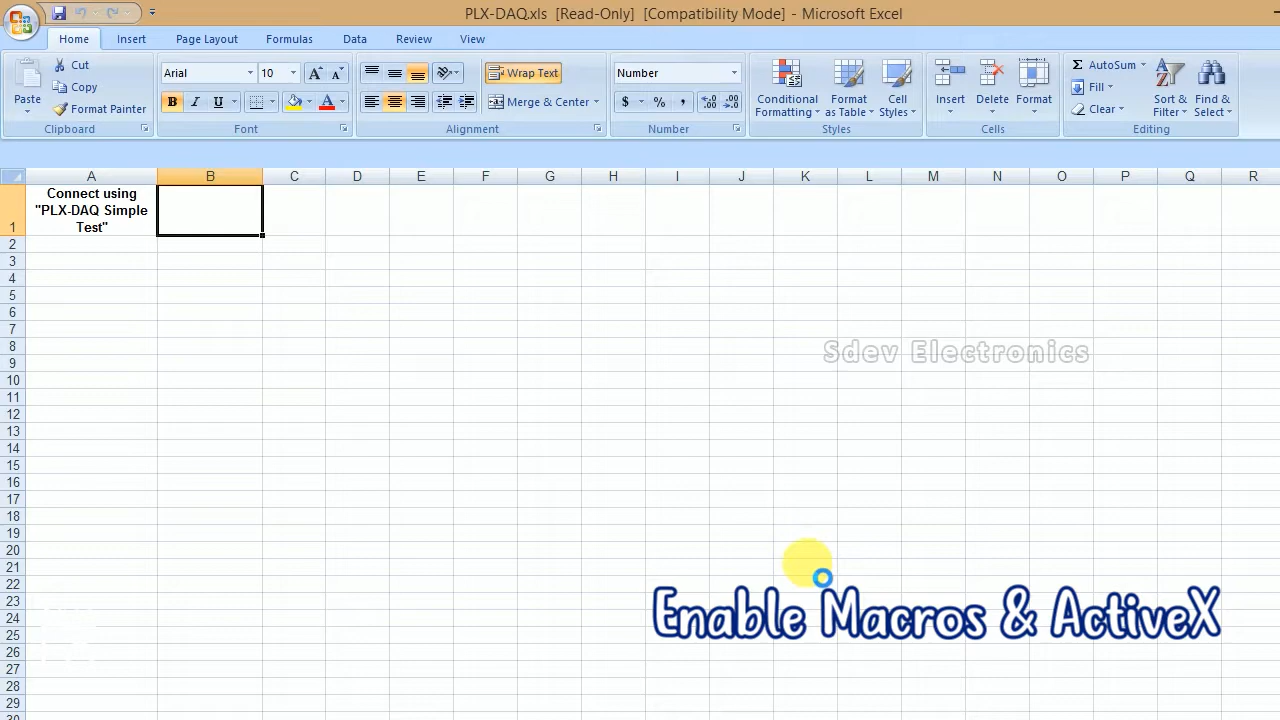 PLX-DAQ.xls [Read-Only] [Compatibility Mode] - Microsoft Excel
Home Insert Page Layout Formulas Data Review View
Paste
Cut
Copy
Format Painter
Clipboard
Arial 10
B I U
Font
Wrap Text
Merge & Center
Alignment
Number
$ % ,
Number
Conditional Formatting
Format as Table
Cell Styles
Styles
Insert
Delete
Format
Cells
Σ AutoSum
Fill
Clear
Sort & Filter
Find & Select
Editing
A B C D E F G H I J K L M N O P Q R
1
Connect using
"PLX-DAQ Simple
Test"
2
3
4
5
6
7
8
Sdev Electronics
9
10
11
12
13
14
15
16
17
18
19
20
21
22
23
Enable Macros & ActiveX
24
25
26
27
28
29
30